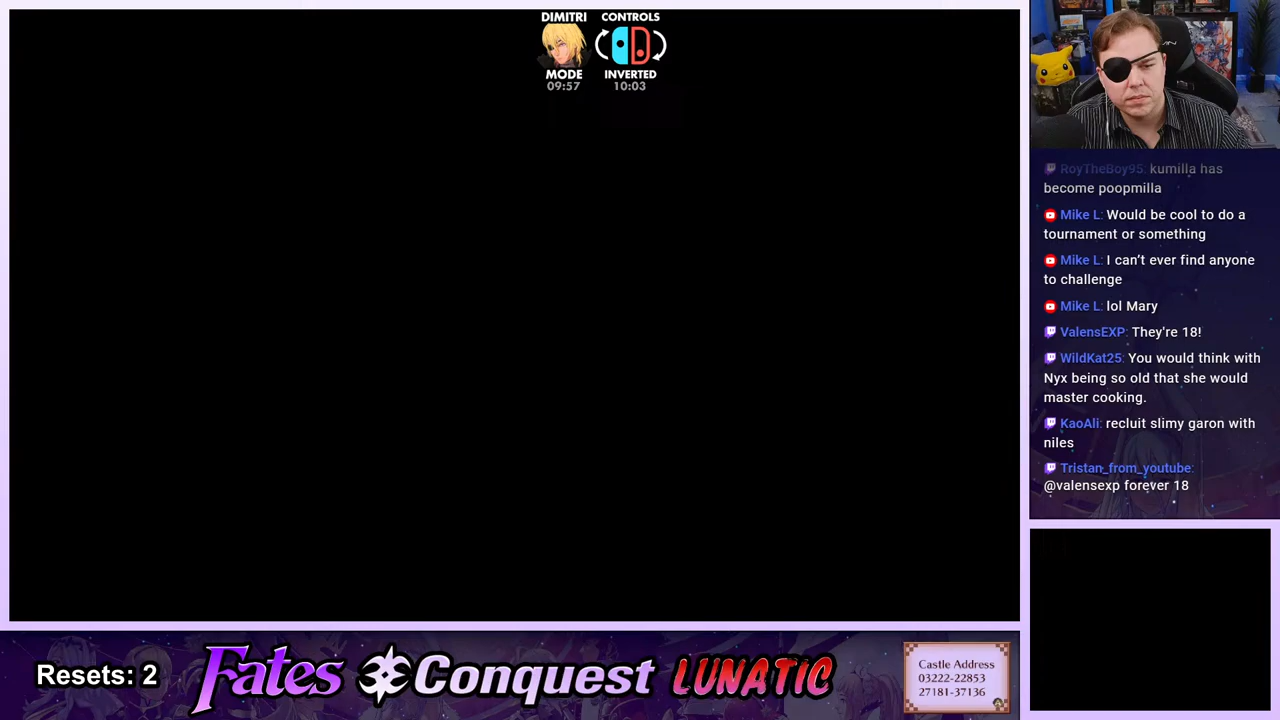 DIMITRI
MODE
09:57
CONTROLS
INVERTED
10:03
RoyTheBoy95: kumilla has
become poopmilla
Mike L: Would be cool to do a
tournament or something
Mike L: I can't ever find anyone
to challenge
Mike L: lol Mary
ValensEXP: They're 18!
WildKat25: You would think with
Nyx being so old that she would
master cooking.
KaoAli: recluit slimy garon with
niles
Tristan_from_youtube:
@valensexp forever 18
Resets: 2
Fates Conquest LUNATIC
Castle Address
03222-22853
27181-37136